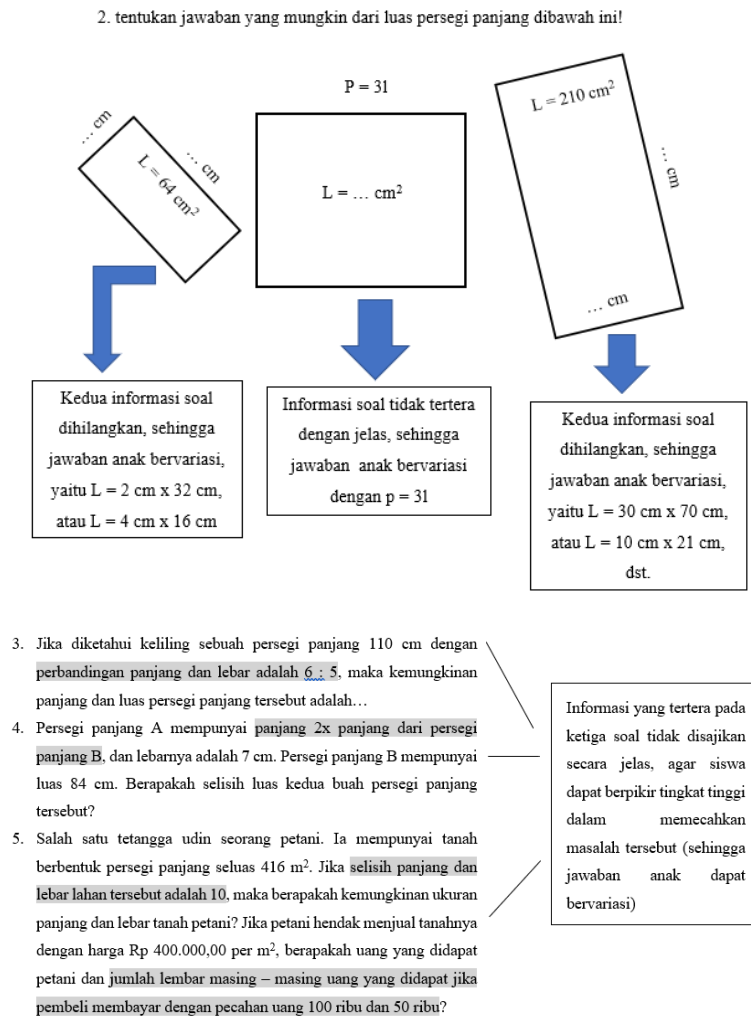 2. tentukan jawaban yang mungkin dari luas persegi panjang dibawah ini!
... cm
L = 64 cm²
... cm
P = 31
L = ... cm²
L = 210 cm²
... cm
... cm
Kedua informasi soal
dihilangkan, sehingga
jawaban anak bervariasi,
yaitu L = 2 cm x 32 cm,
atau L = 4 cm x 16 cm
Informasi soal tidak tertera
dengan jelas, sehingga
jawaban anak bervariasi
dengan p = 31
Kedua informasi soal
dihilangkan, sehingga
jawaban anak bervariasi,
yaitu L = 30 cm x 70 cm,
atau L = 10 cm x 21 cm,
dst.
3. Jika diketahui keliling sebuah persegi panjang 110 cm dengan
perbandingan panjang dan lebar adalah 6 : 5, maka kemungkinan
panjang dan luas persegi panjang tersebut adalah…
4. Persegi panjang A mempunyai panjang 2x panjang dari persegi
panjang B, dan lebarnya adalah 7 cm. Persegi panjang B mempunyai
luas 84 cm. Berapakah selisih luas kedua buah persegi panjang
tersebut?
5. Salah satu tetangga udin seorang petani. Ia mempunyai tanah
berbentuk persegi panjang seluas 416 m². Jika selisih panjang dan
lebar lahan tersebut adalah 10, maka berapakah kemungkinan ukuran
panjang dan lebar tanah petani? Jika petani hendak menjual tanahnya
dengan harga Rp 400.000,00 per m², berapakah uang yang didapat
petani dan jumlah lembar masing – masing uang yang didapat jika
pembeli membayar dengan pecahan uang 100 ribu dan 50 ribu?
Informasi yang tertera pada
ketiga soal tidak disajikan
secara jelas, agar siswa
dapat berpikir tingkat tinggi
dalam memecahkan
masalah tersebut (sehingga
jawaban anak dapat
bervariasi)